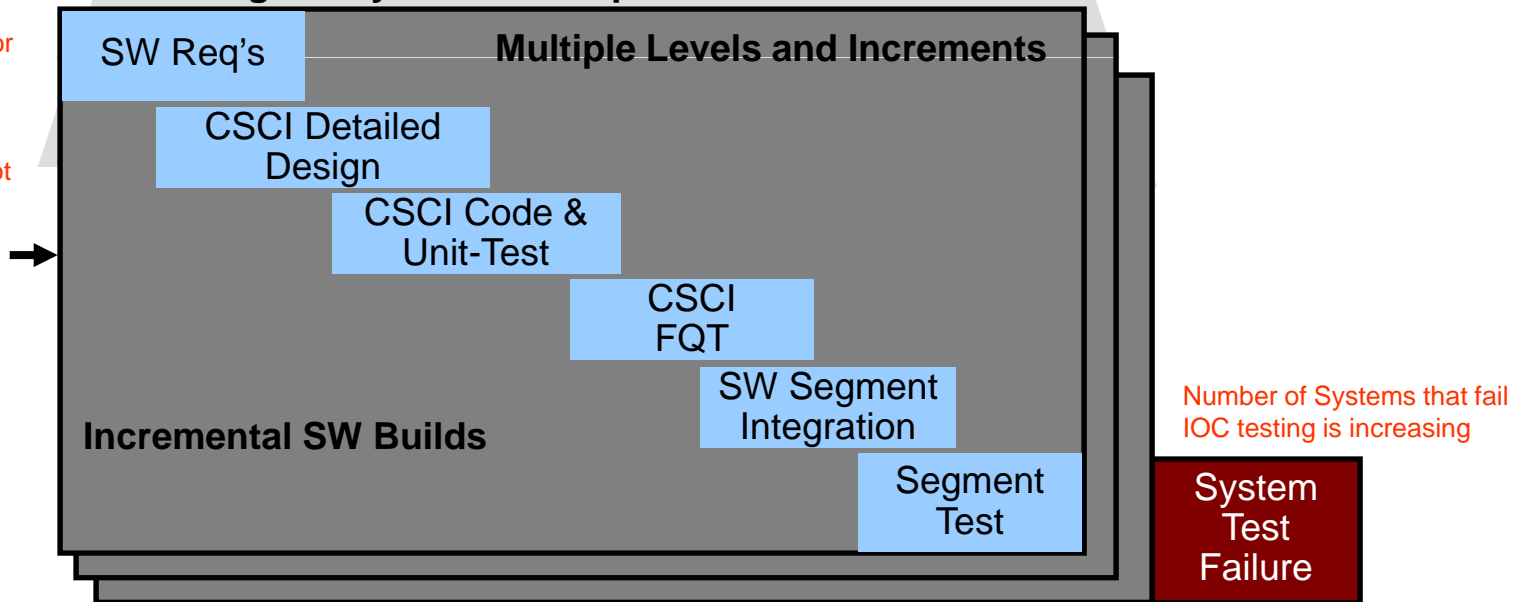 or
SW Req's
Multiple Levels and Increments
CSCI Detailed
Design
CSCI Code &
Unit-Test
CSCI
FQT
SW Segment
Integration
Incremental SW Builds
Segment
Test
Number of Systems that fail
IOC testing is increasing
System
Test
Failure